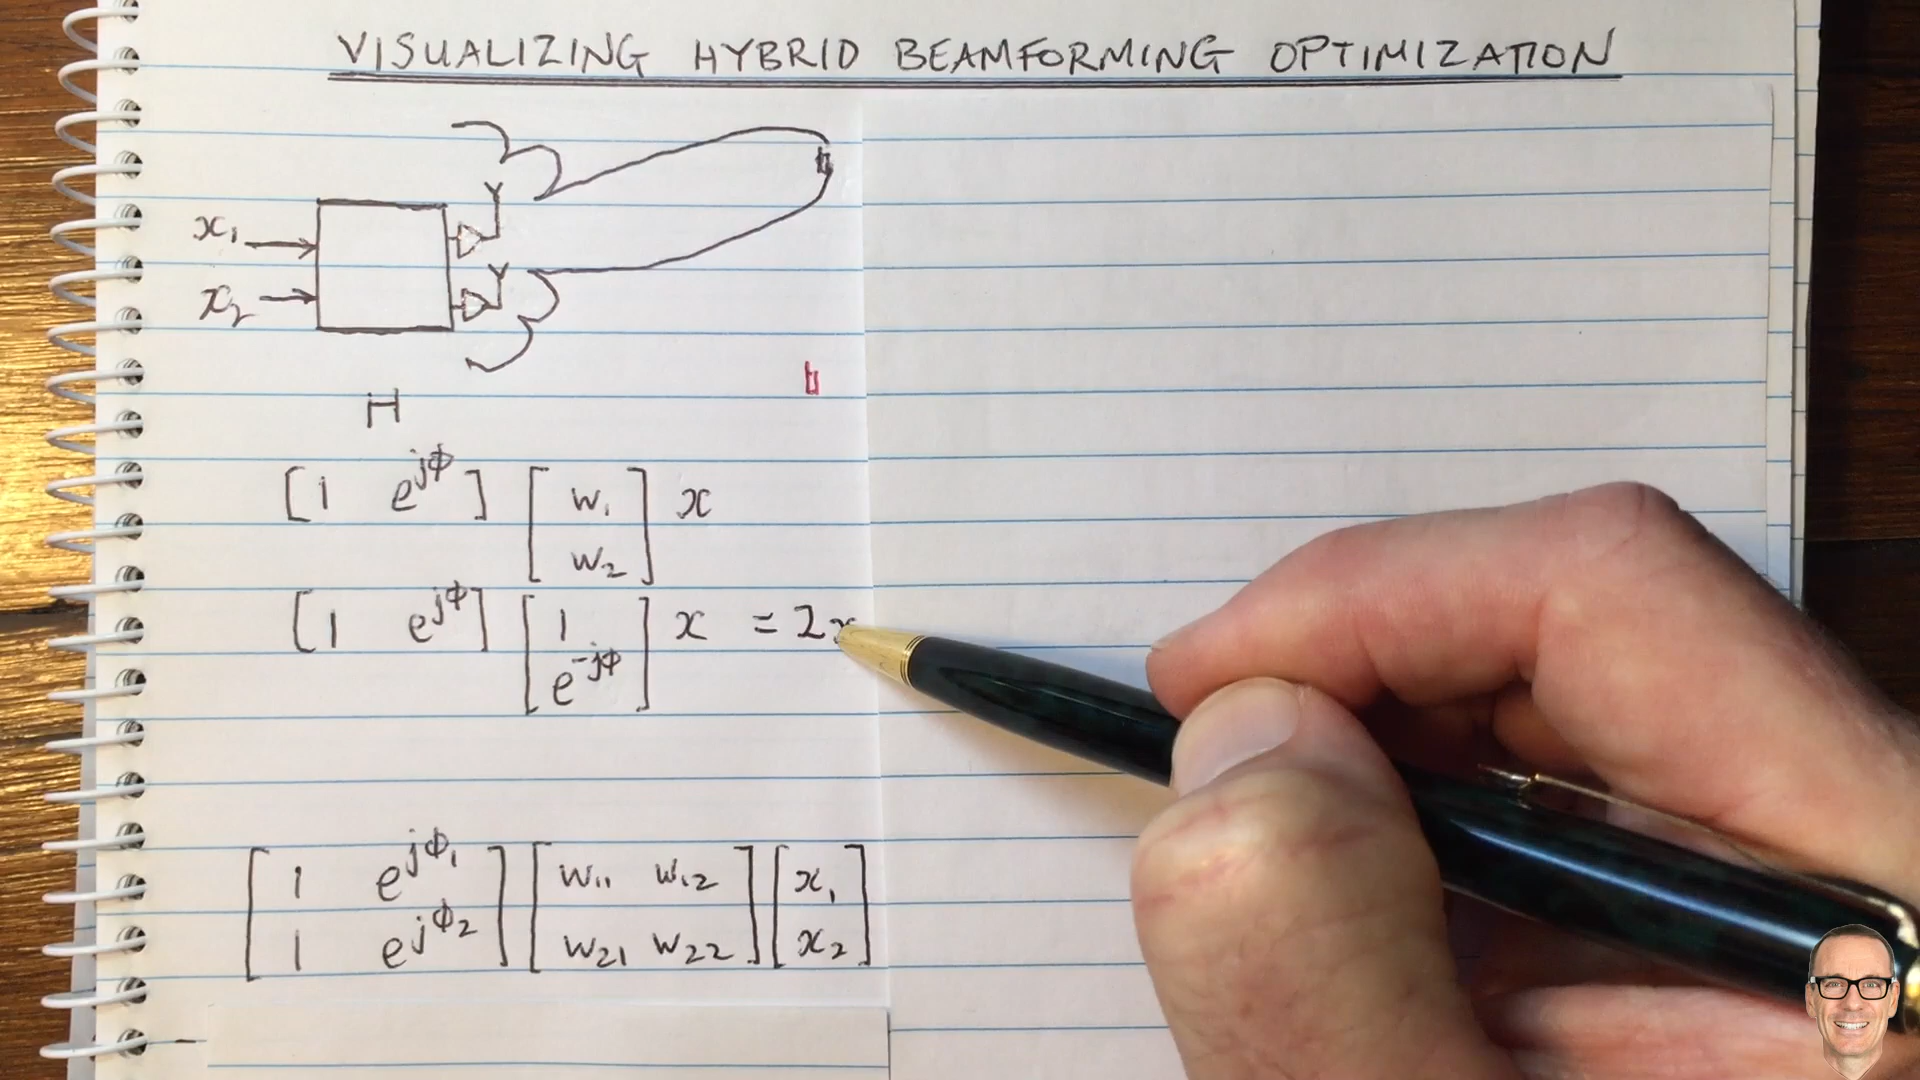 VISUALIZING HYBRID BEAMFORMING OPTIMIZATION
x₁
x₂
H
[1 e^{jϕ}] [w₁ w₂] x
[1 e^{jϕ}] [1 e^{-jϕ}] x = 2x
[1 e^{jϕ₁}] [w₁₁ w₁₂] [x₁]
[1 e^{jϕ₂}] [w₂₁ w₂₂] [x₂]